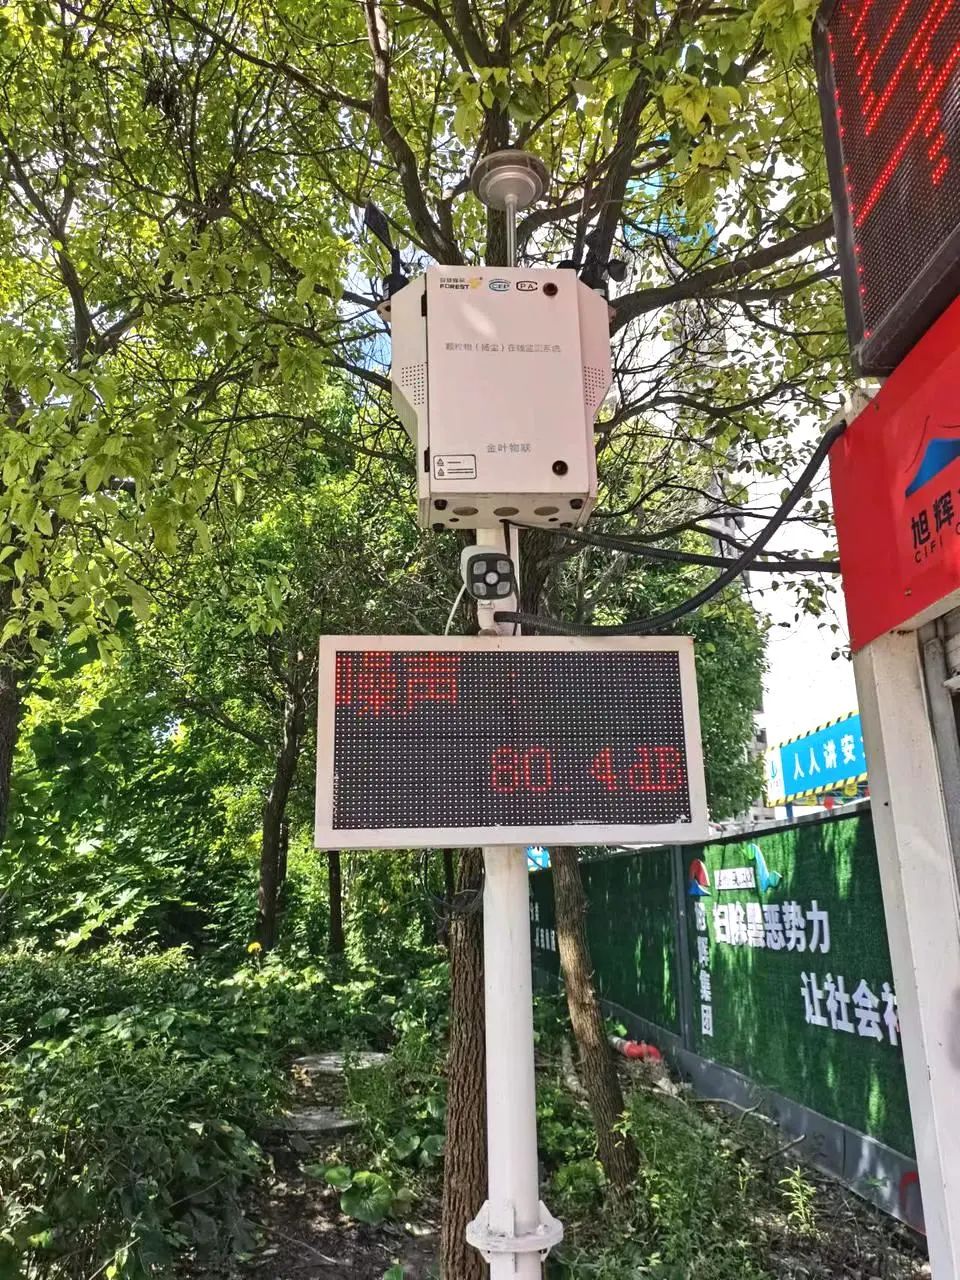 FOREST
CEP
PA
颗粒物（扬尘）在线监测系统
金叶物联
噪声
80.4dB
旭辉
CIFI
人人讲安
旭辉集团
扫除黑恶势力
让社会